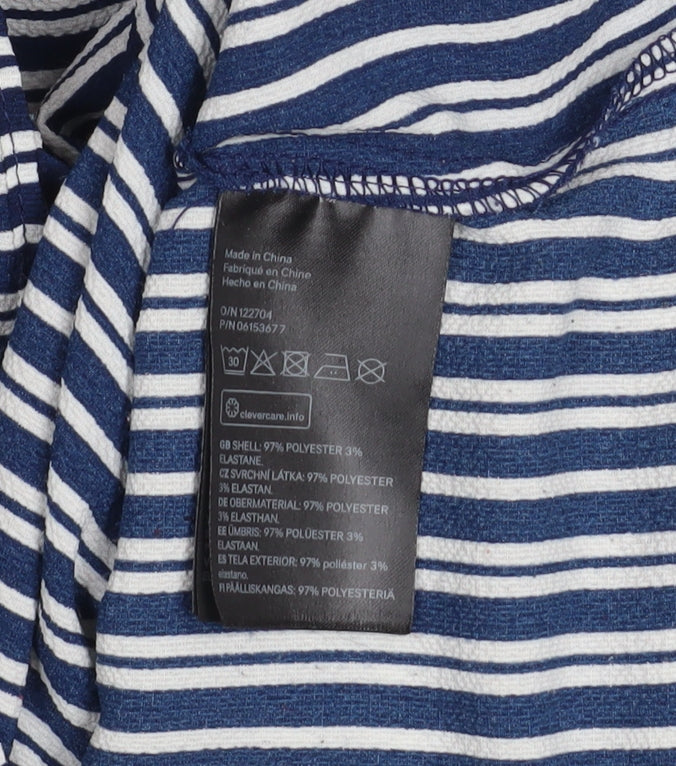 Made in China
Fabriqué en Chine
Hecho en China
O/N 122704
P/N 0615367 7
30
clevercare.info
GB SHELL: 97% POLYESTER 3%
ELASTANE.
CZ SVRCHNÍ LÁTKA: 97% POLYESTER
3% ELASTAN.
DE OBERMATERIAL: 97% POLYESTER
3% ELASTHAN.
EE ÜMBRIS: 97% POLÜESTER 3%
ELASTAAN.
ES TELA EXTERIOR: 97% poliéster 3%
elastano.
FI PÄÄLLISKANGAS: 97% POLYESTERIÄ